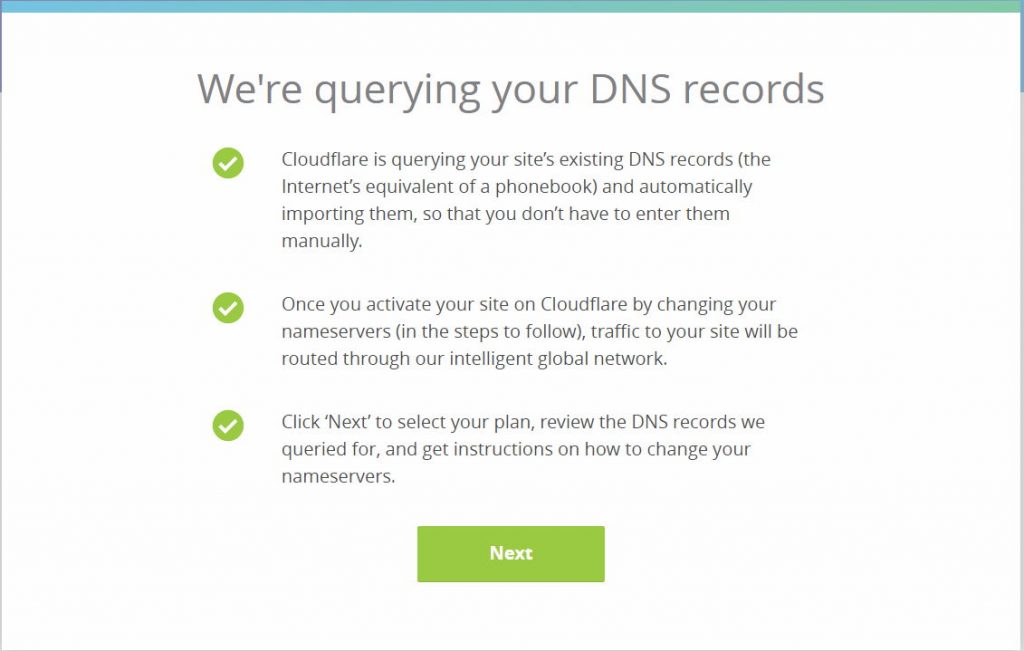 We're querying your DNS records
Cloudflare is querying your site’s existing DNS records (the
Internet’s equivalent of a phonebook) and automatically
importing them, so that you don’t have to enter them
manually.
Once you activate your site on Cloudflare by changing your
nameservers (in the steps to follow), traffic to your site will be
routed through our intelligent global network.
Click ‘Next’ to select your plan, review the DNS records we
queried for, and get instructions on how to change your
nameservers.
Next